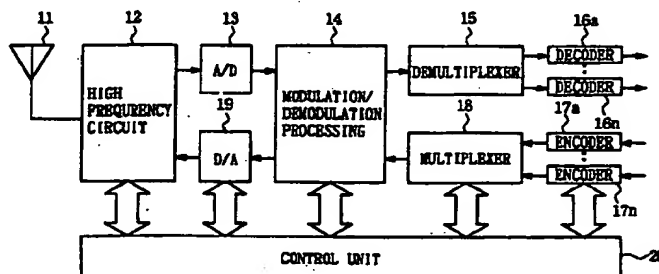 11 12 13 14 15 16a
A/D
DECODER
DEMULTIPLEXER
DECODER
HIGH
FREQURENCY
CIRCUIT
MODULATION/
DEMODULATION
PROCESSING
16n
19 18 17a
D/A
ENCODER
MULTIPLEXER
ENCODER
17n
CONTROL UNIT